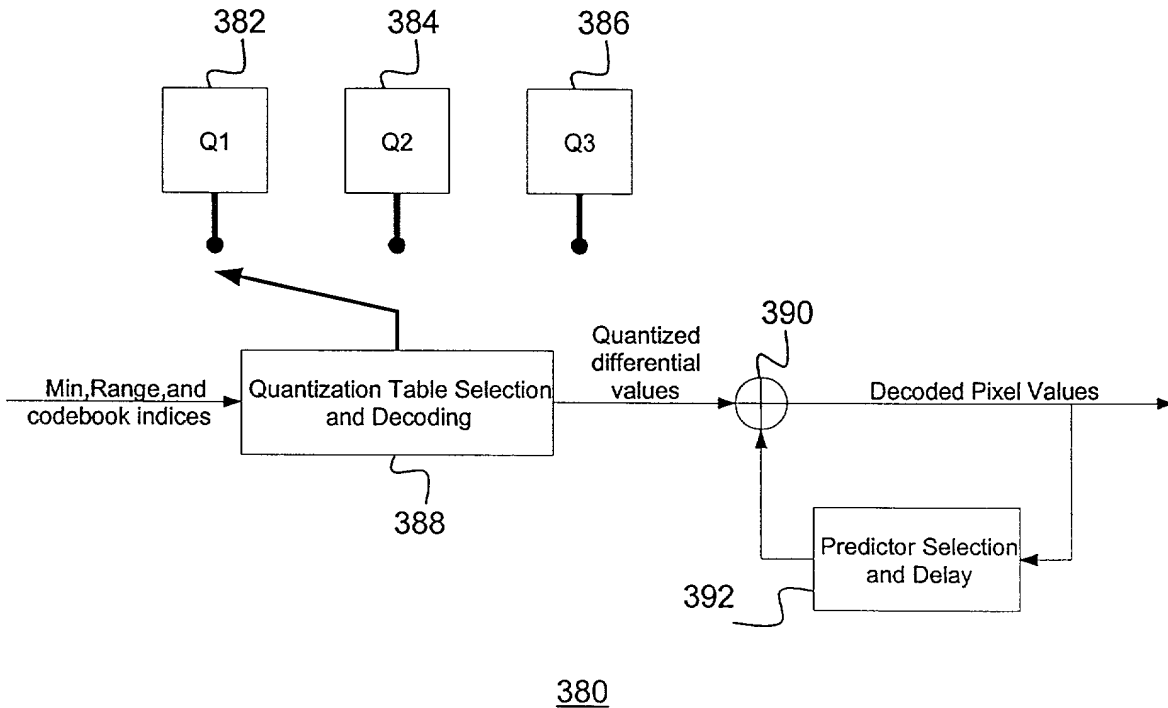 382
384
386
Q1
Q2
Q3
390
Quantized
differential
values
Min,Range,and
codebook indices
Quantization Table Selection
and Decoding
Decoded Pixel Values
388
Predictor Selection
and Delay
392
380